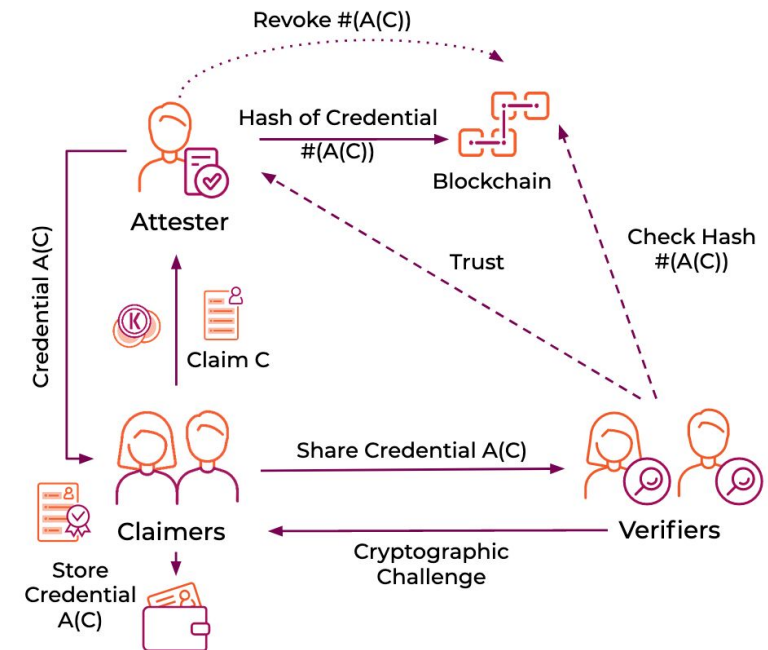 Revoke #(A(C))
Hash of Credential
#(A(C))
Blockchain
Attester
Check Hash
#(A(C))
Trust
Credential A(C)
K
Claim C
Share Credential A(C)
Claimers
Verifiers
Cryptographic
Challenge
Store
Credential
A(C)